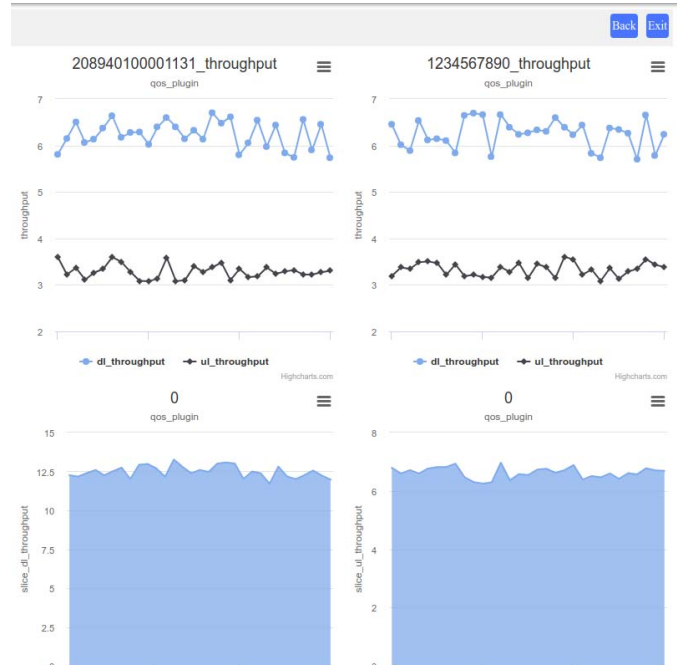 Back Exit
208940100001131_throughput
qos_plugin
7
6
5
4
3
2
throughput
dl_throughput ul_throughput
Highcharts.com
1234567890_throughput
qos_plugin
7
6
5
4
3
2
throughput
dl_throughput ul_throughput
Highcharts.com
0
qos_plugin
15
12.5
10
7.5
5
2.5
slice_dl_throughput
0
qos_plugin
8
6
4
2
slice_ul_throughput